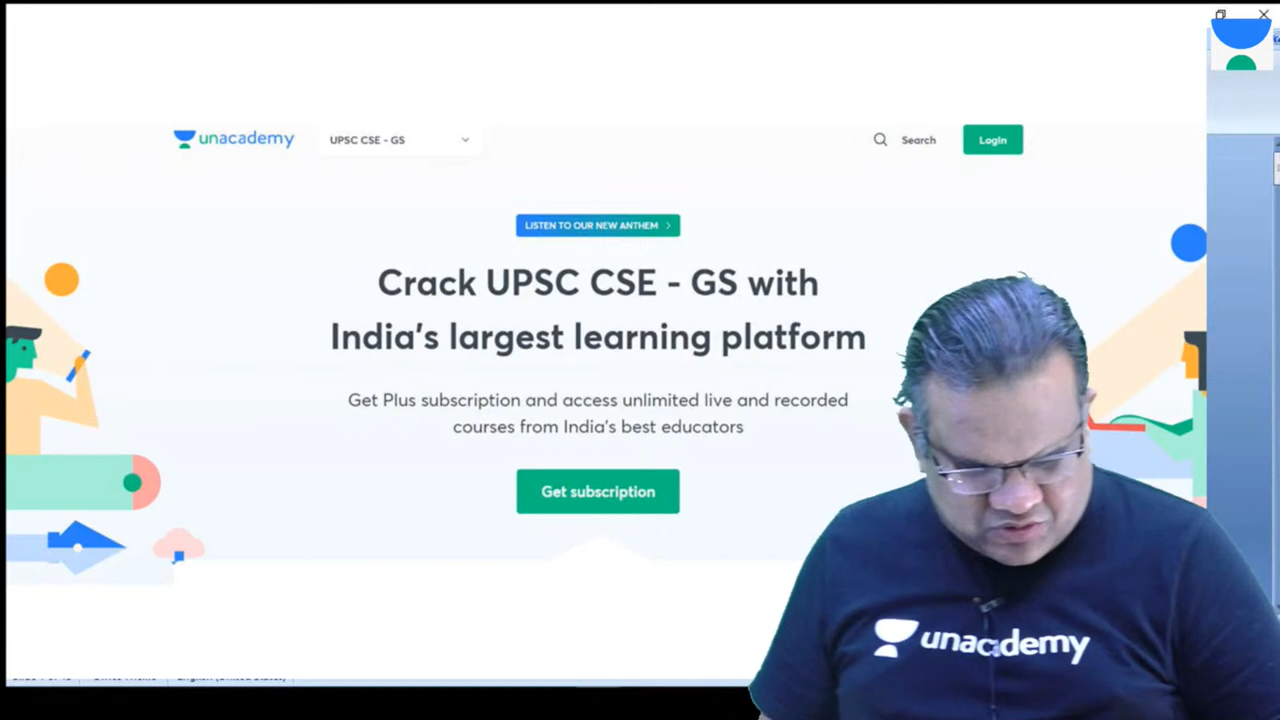 unacademy
UPSC CSE - GS
Search
Login
LISTEN TO OUR NEW ANTHEM
Crack UPSC CSE - GS with
India's largest learning platform
Get Plus subscription and access unlimited live and recorded
courses from India's best educators
Get subscription
unacademy